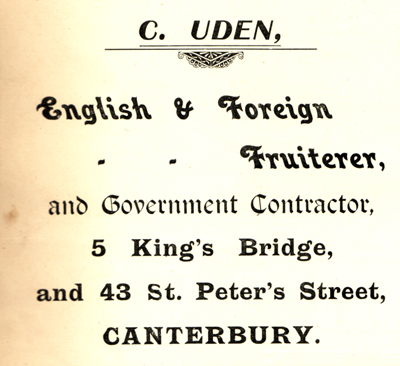 C. UDEN,
English & Foreign
- - Fruiterer,
and Government Contractor,
5 King's Bridge,
and 43 St. Peter's Street,
CANTERBURY.